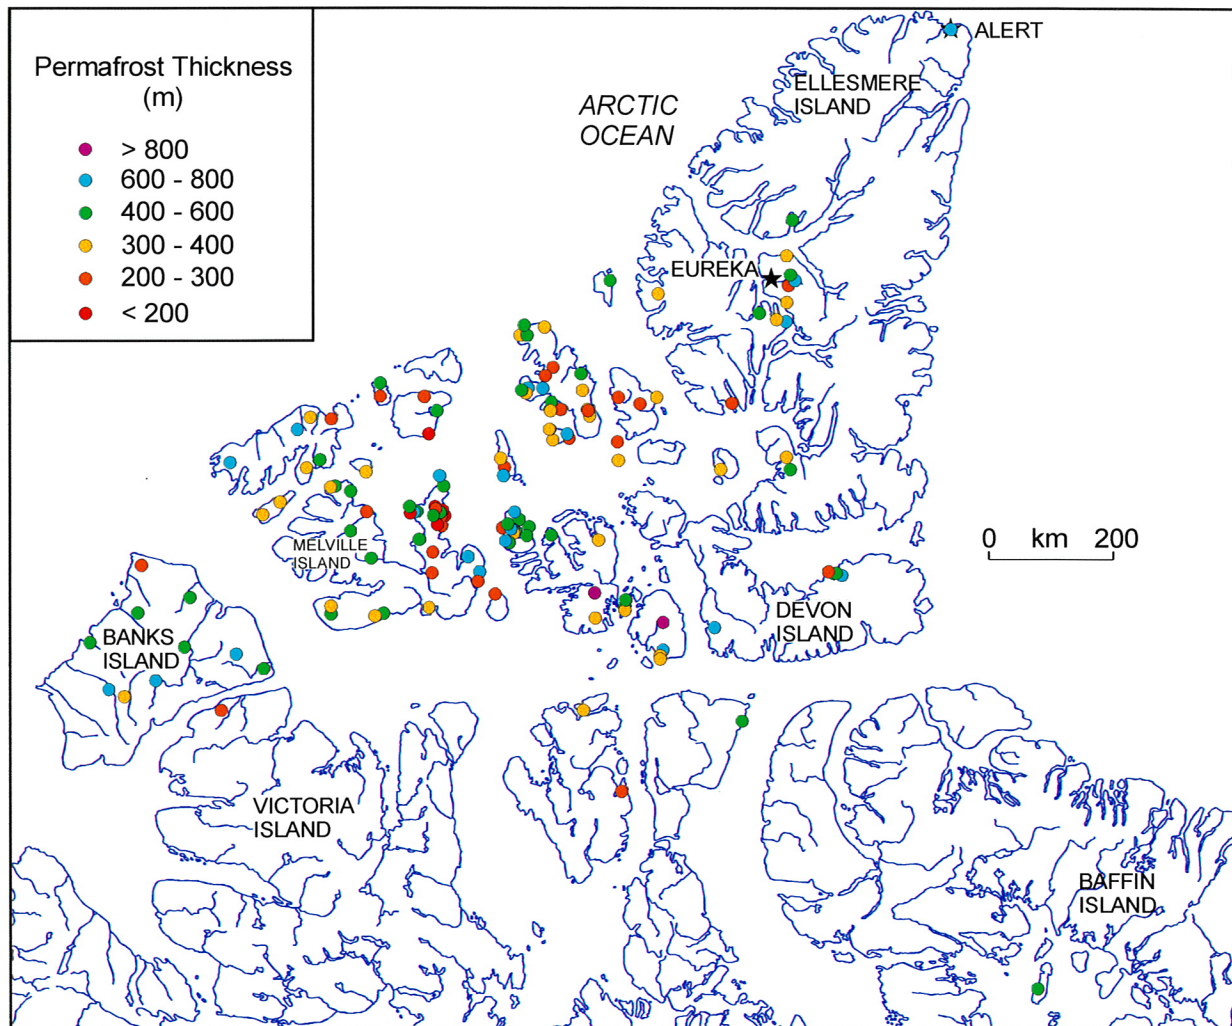 Permafrost Thickness
(m)
> 800
600 - 800
400 - 600
300 - 400
200 - 300
< 200
ALERT
ELLESMERE
ISLAND
ARCTIC
OCEAN
EUREKA
0 km 200
MELVILLE
ISLAND
DEVON
ISLAND
BANKS
ISLAND
VICTORIA
ISLAND
BAFFIN
ISLAND